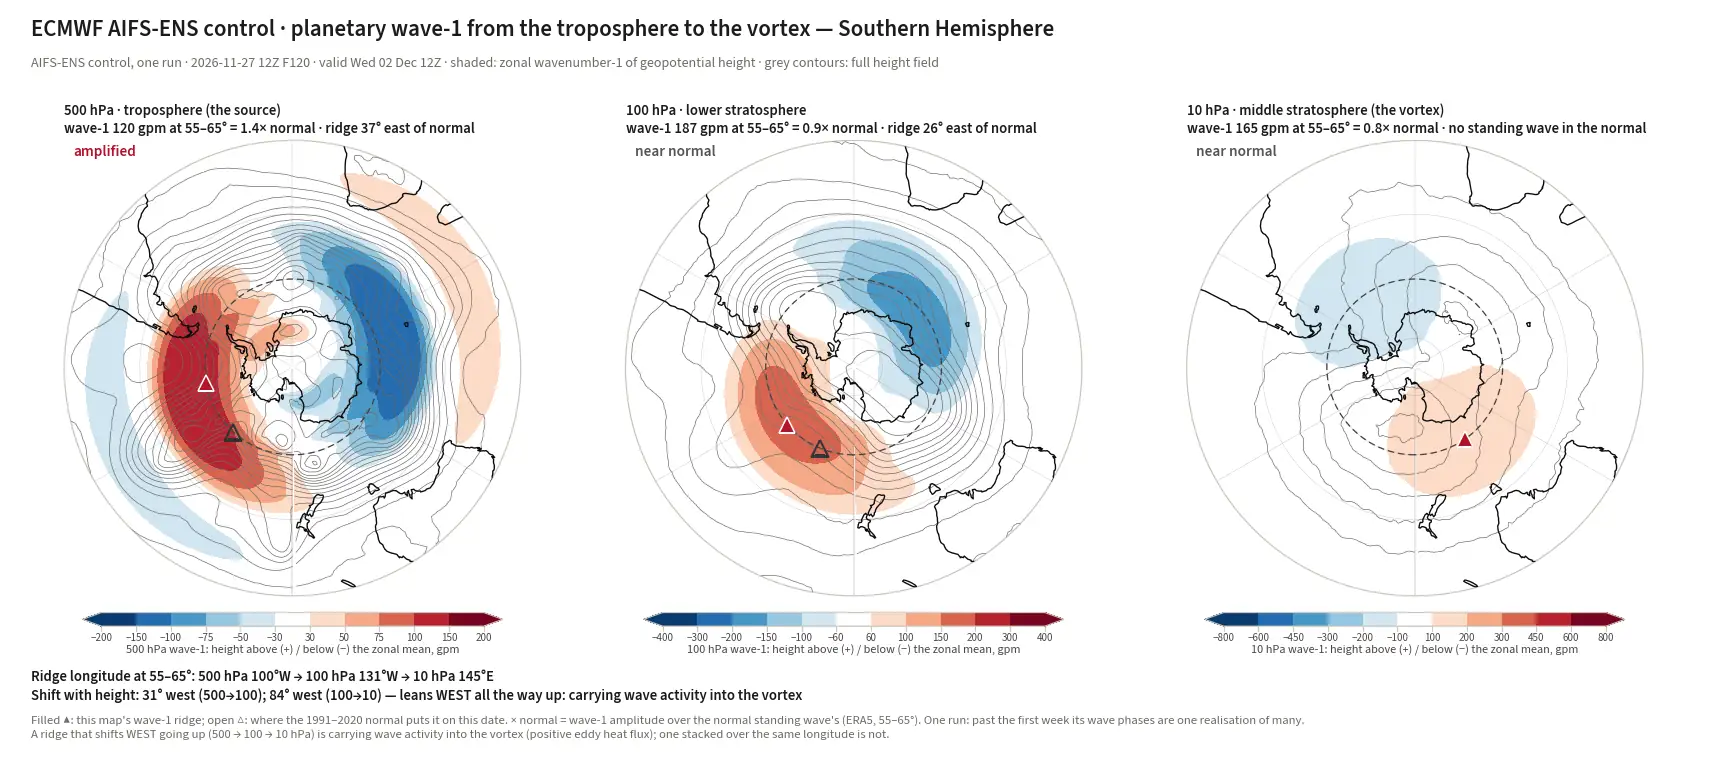 ECMWF AIFS-ENS control · planetary wave-1 from the troposphere to the vortex — Southern Hemisphere
AIFS-ENS control, one run · 2026-11-27 12Z F120 · valid Wed 02 Dec 12Z · shaded: zonal wavenumber-1 of geopotential height · grey contours: full height field
500 hPa · troposphere (the source)
wave-1 120 gpm at 55–65° = 1.4× normal · ridge 37° east of normal
amplified
100 hPa · lower stratosphere
wave-1 187 gpm at 55–65° = 0.9× normal · ridge 26° east of normal
near normal
10 hPa · middle stratosphere (the vortex)
wave-1 165 gpm at 55–65° = 0.8× normal · no standing wave in the normal
near normal
−200 −150 −100 −75 −50 −30 30 50 75 100 150 200
500 hPa wave-1: height above (+) / below (−) the zonal mean, gpm
−400 −300 −200 −150 −100 −60 60 100 150 200 300 400
100 hPa wave-1: height above (+) / below (−) the zonal mean, gpm
−800 −600 −450 −300 −200 −100 100 200 300 450 600 800
10 hPa wave-1: height above (+) / below (−) the zonal mean, gpm
Ridge longitude at 55–65°: 500 hPa 100°W → 100 hPa 131°W → 10 hPa 145°E
Shift with height: 31° west (500→100); 84° west (100→10) — leans WEST all the way up: carrying wave activity into the vortex
Filled ▲: this map's wave-1 ridge; open △: where the 1991–2020 normal puts it on this date. × normal = wave-1 amplitude over the normal standing wave's (ERA5, 55–65°). One run: past the first week its wave phases are one realisation of many.
A ridge that shifts WEST going up (500 → 100 → 10 hPa) is carrying wave activity into the vortex (positive eddy heat flux); one stacked over the same longitude is not.